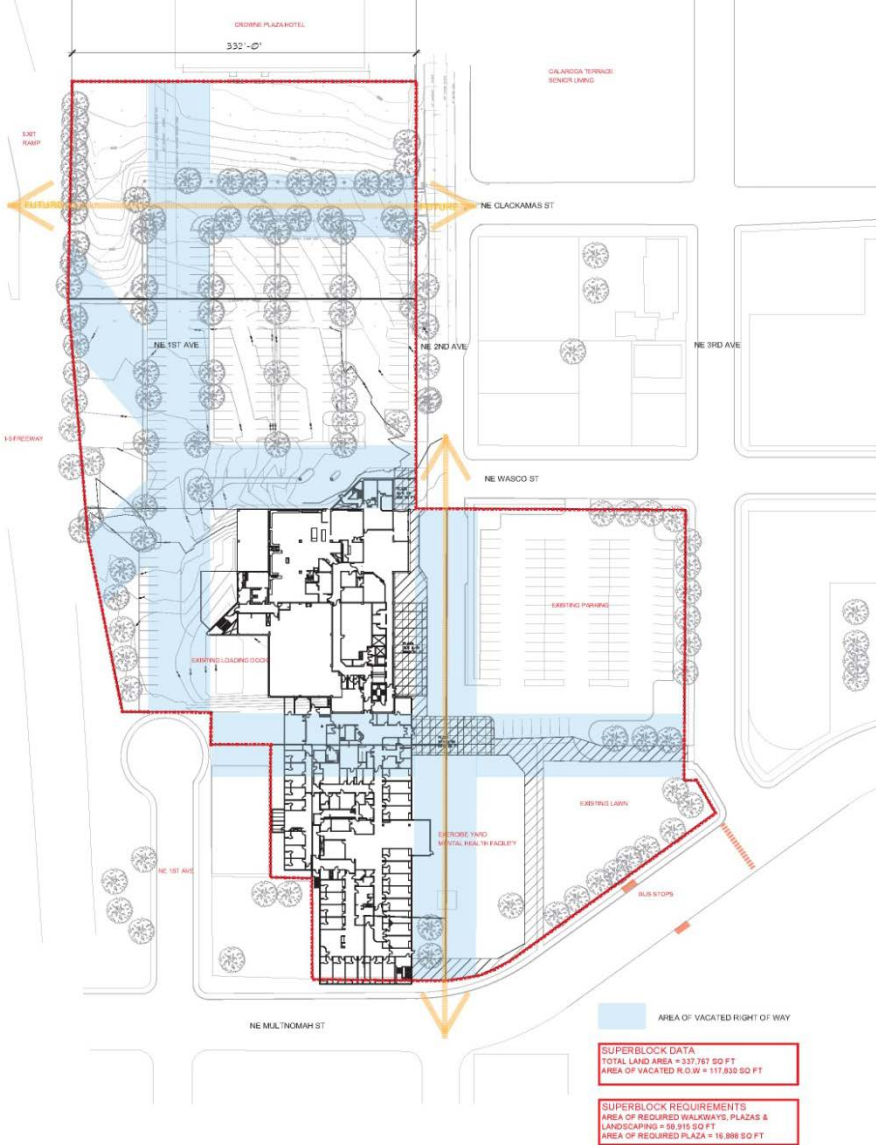 CROWNE PLAZA HOTEL
332'-0"
CALAROGA TERRACE
SENIOR LIVING
EXIT
RAMP
FUTURE
FUTURE
NE CLACKAMAS ST
NE 1ST AVE
NE 2ND AVE
NE 3RD AVE
I-5 FREEWAY
NE WASCO ST
EXISTING PARKING
EXISTING LOADING DOCK
EXISTING LAWN
EXERCISE YARD
MENTAL HEALTH FACILITY
NE 1ST AVE
BUS STOPS
NE MULTNOMAH ST
AREA OF VACATED RIGHT OF WAY
SUPERBLOCK DATA
TOTAL LAND AREA = 337,767 SQ FT
AREA OF VACATED R.O.W = 117,830 SQ FT
SUPERBLOCK REQUIREMENTS
AREA OF REQUIRED WALKWAYS, PLAZAS &
LANDSCAPING = 58,915 SQ FT
AREA OF REQUIRED PLAZA = 16,888 SQ FT